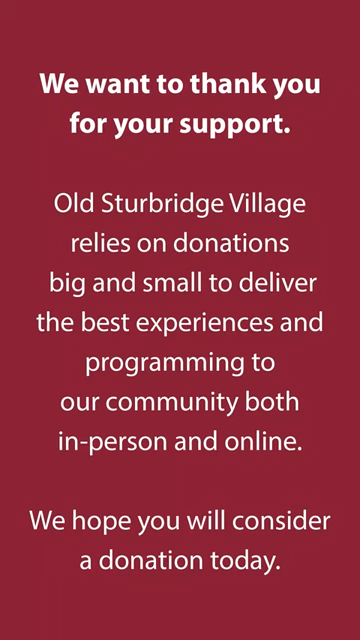 We want to thank you
for your support.
Old Sturbridge Village
relies on donations
big and small to deliver
the best experiences and
programming to
our community both
in-person and online.
We hope you will consider
a donation today.